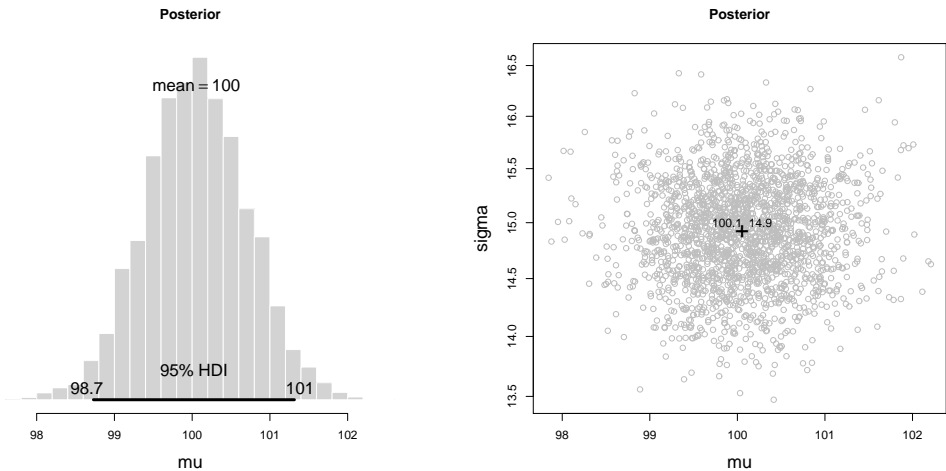 Posterior
mean = 100
95% HDI
98.7 101
98 99 100 101 102
mu
Posterior
sigma
16.5
16.0
15.5
15.0
14.5
14.0
13.5
100.1, 14.9
98 99 100 101 102
mu